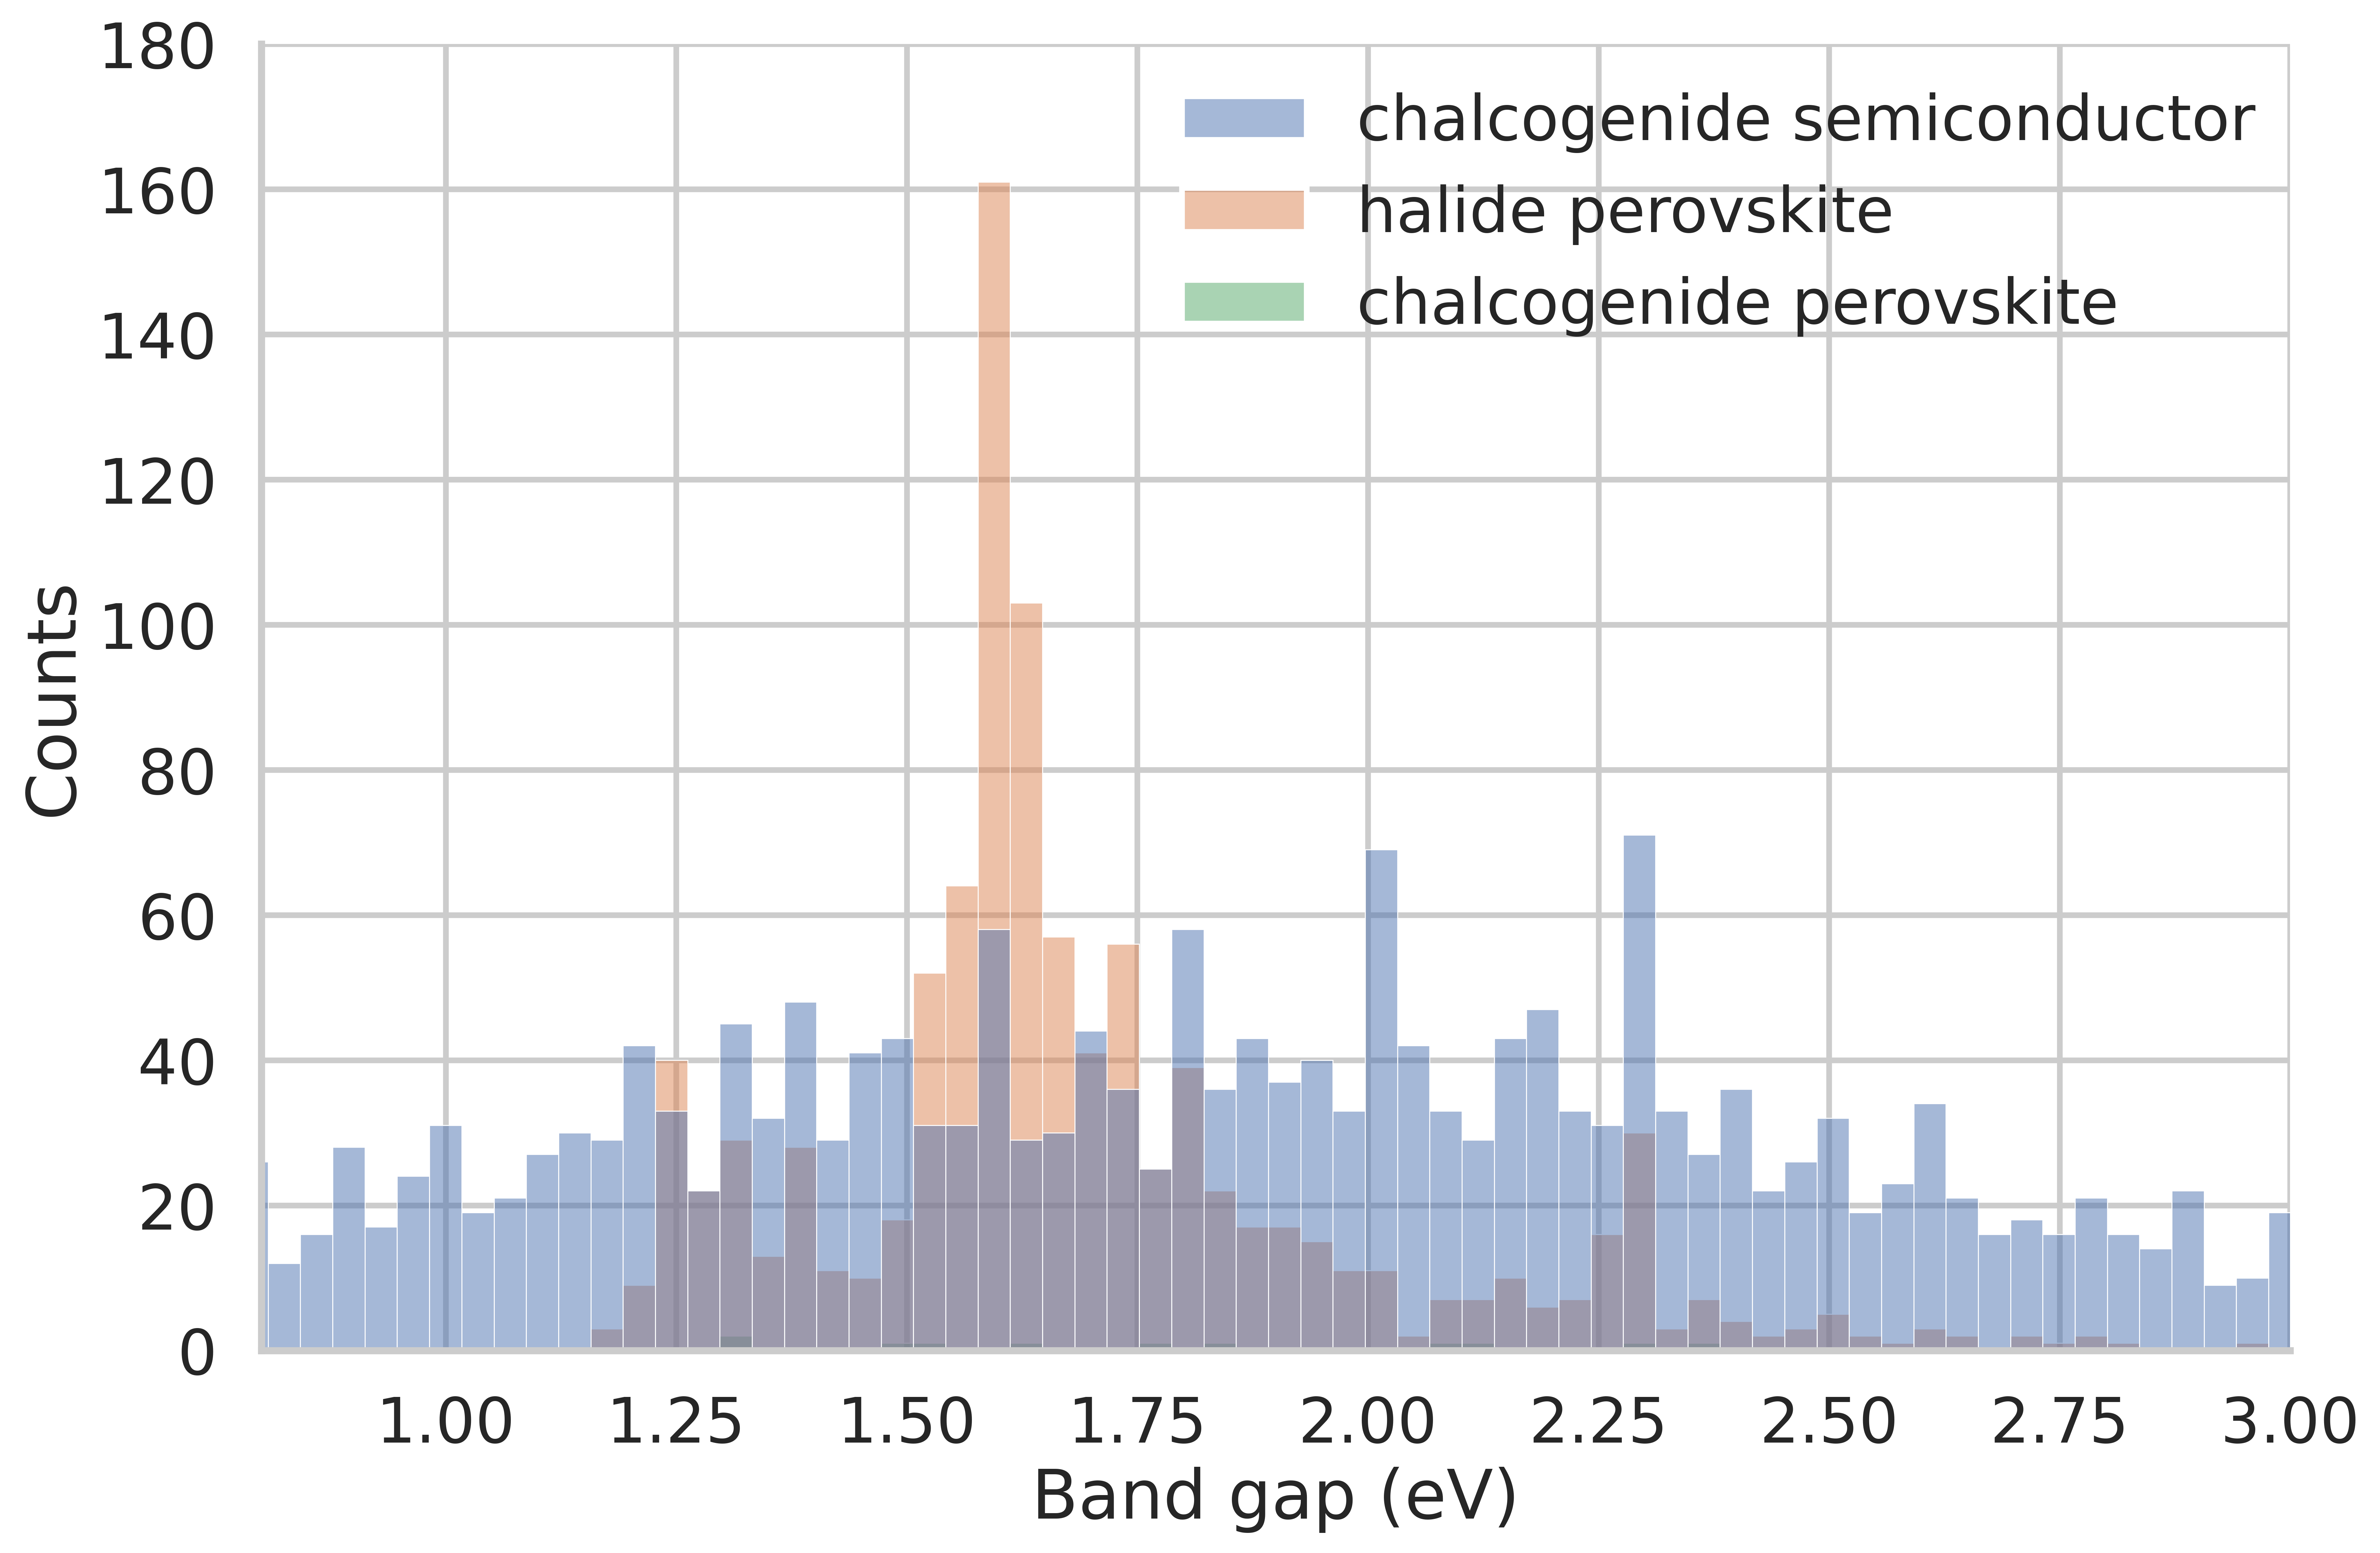 180
160
140
120
100
80
60
40
20
0
Counts
chalcogenide semiconductor
halide perovskite
chalcogenide perovskite
1.00 1.25 1.50 1.75 2.00 2.25 2.50 2.75 3.00
Band gap (eV)